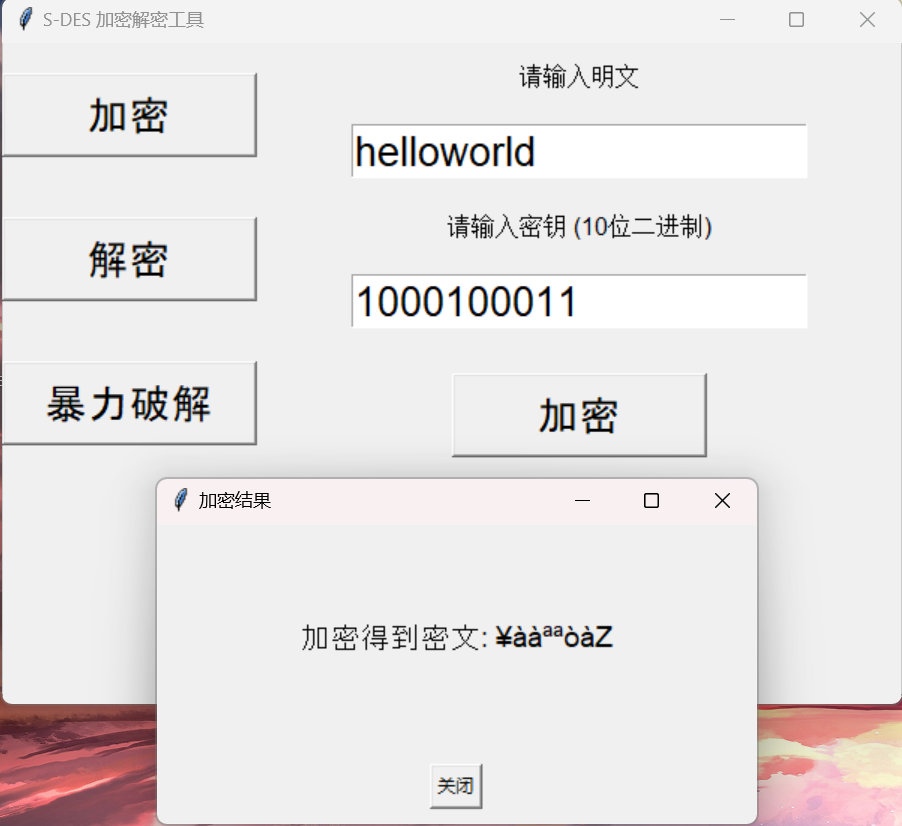 S-DES 加密解密工具
加密
请输入明文
helloworld
解密
请输入密钥 (10位二进制)
1000100011
暴力破解
加密
加密结果
加密得到密文: ¥ààªªòàZ
关闭